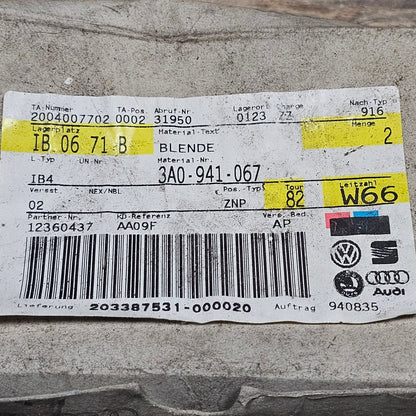 TA-Nummer TA-Pos. Abruf-Nr. Lagerort Charge Nach-Typ
2004007702 0002 31950 0123 ZZ 916
Lagerplatz Material-Text Menge
IB 06 71 B BLENDE 2
L-Typ UN-Nr. Material-Nr.
IB4 3A0-941-067
Versst NEX/NBL Pos.-Typ Tour Leitzahl
02 ZNP 82 W66
Partner-Nr. KD-Referenz Vers.Bed.
12360437 AA09F AP
Audi
Lieferung 203387531-000020 Auftrag 940835